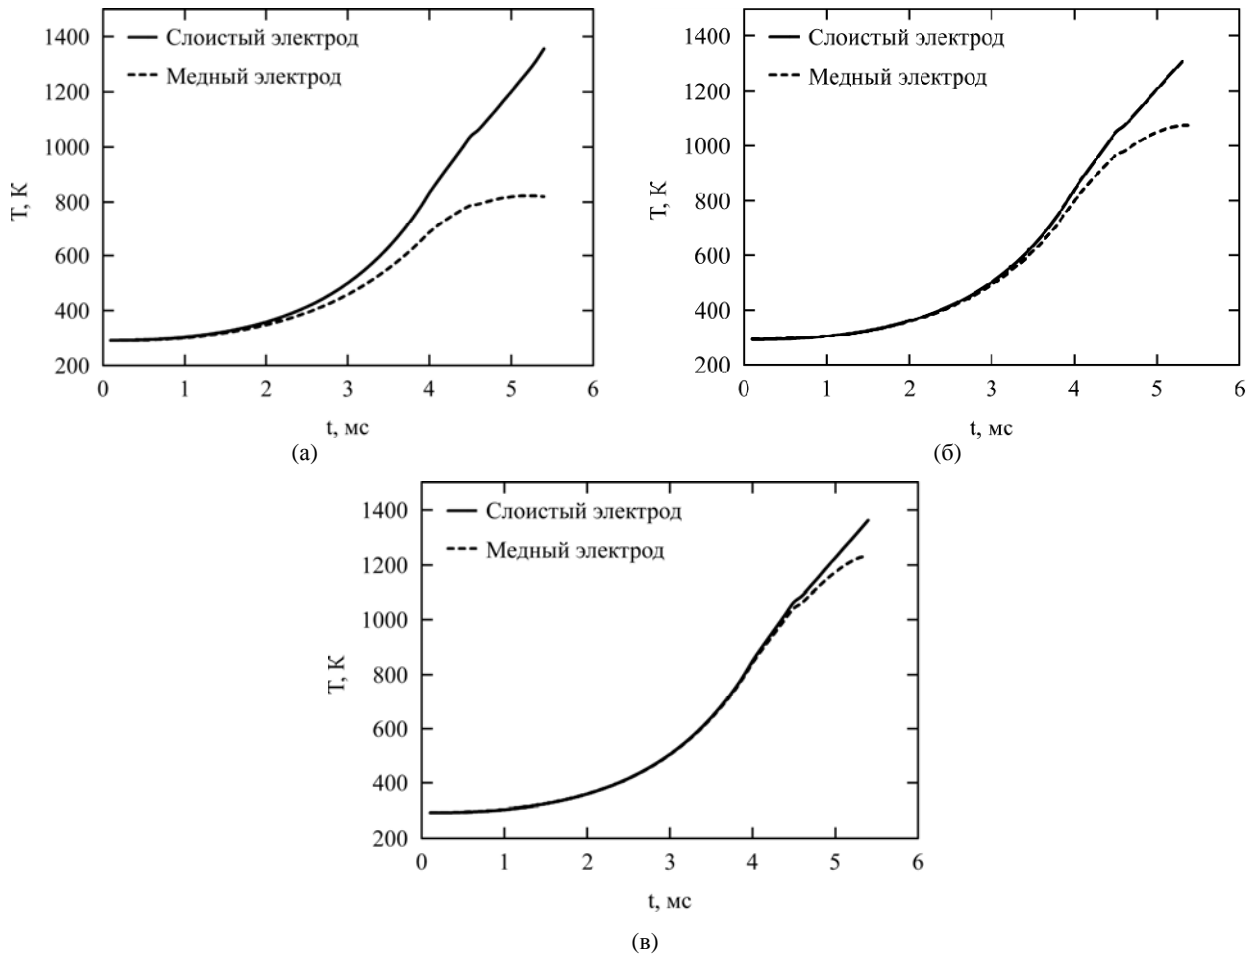 1400
1200
1000
800
600
400
200
T, К
Слоистый электрод
Медный электрод
0 1 2 3 4 5 6
t, мс
(а)
1400
1200
1000
800
600
400
200
T, К
Слоистый электрод
Медный электрод
0 1 2 3 4 5 6
t, мс
(б)
1400
1200
1000
800
600
400
200
T, К
Слоистый электрод
Медный электрод
0 1 2 3 4 5 6
t, мс
(в)